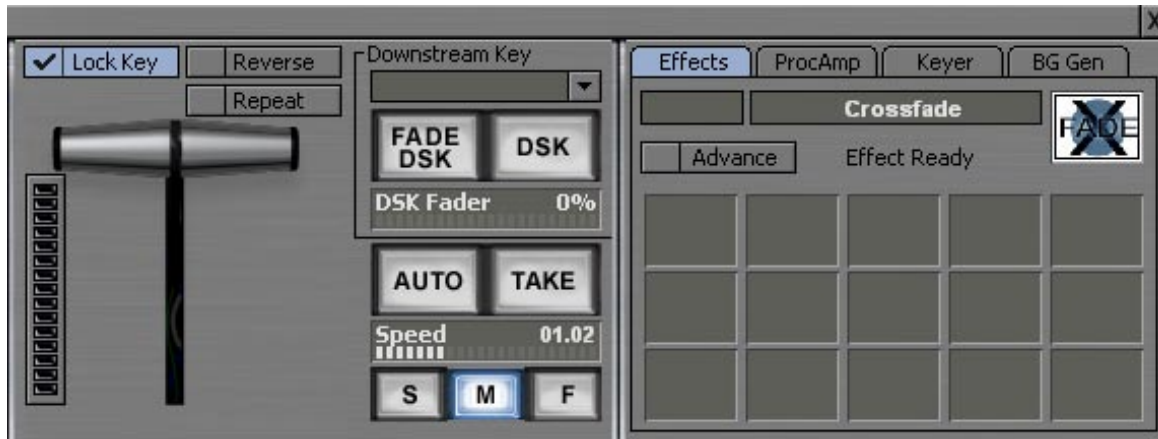 X
Lock Key
Reverse
Repeat
Downstream Key
FADE
DSK
DSK
DSK Fader 0%
AUTO
TAKE
Speed 01.02
S
M
F
Effects
ProcAmp
Keyer
BG Gen
Crossfade
FADE
Advance
Effect Ready